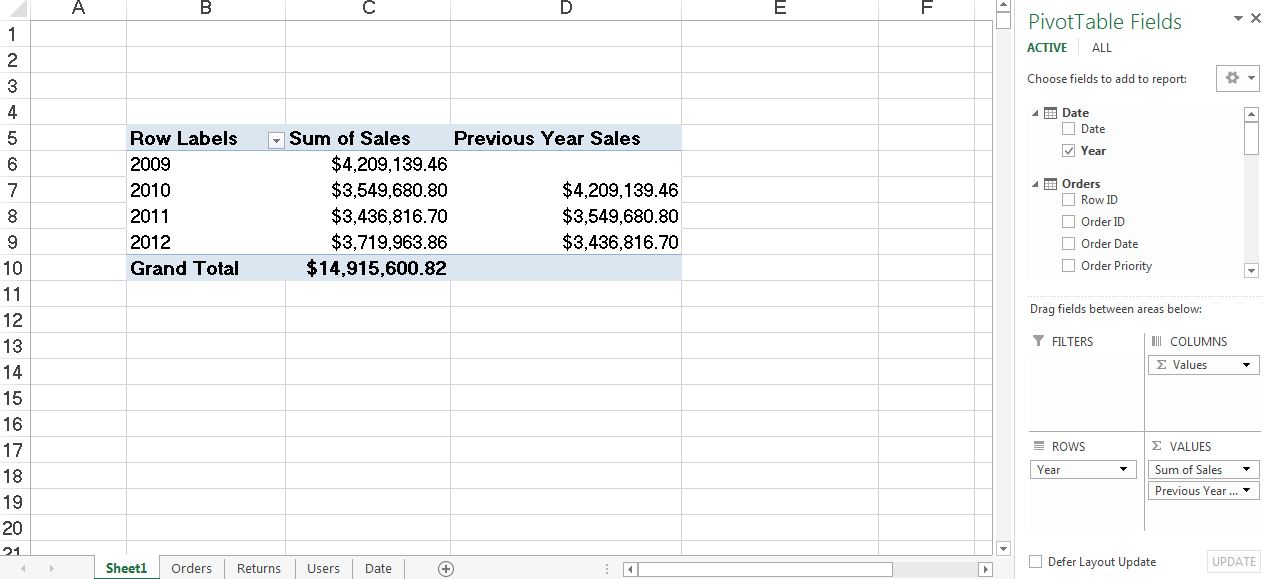 A B C D E F
1
2
3
4
5 Row Labels Sum of Sales Previous Year Sales
6 2009 $4,209,139.46
7 2010 $3,549,680.80 $4,209,139.46
8 2011 $3,436,816.70 $3,549,680.80
9 2012 $3,719,963.86 $3,436,816.70
10 Grand Total $14,915,600.82
11
12
13
14
15
16
17
18
19
20
21
Sheet1 Orders Returns Users Date
PivotTable Fields
ACTIVE ALL
Choose fields to add to report:
Date
Date
Year
Orders
Row ID
Order ID
Order Date
Order Priority
Drag fields between areas below:
FILTERS COLUMNS
Σ Values
ROWS Σ VALUES
Year Sum of Sales
Previous Year ...
Defer Layout Update UPDATE